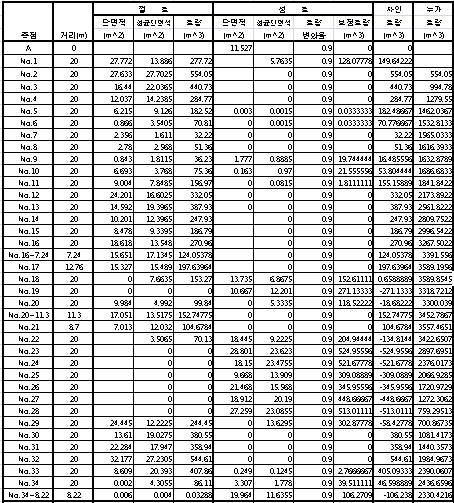 절 토 성 토 차인 누가
측점 거리(m) 단면적 평균단면적 토량 단면적 평균단면적 토량 보정토량 토량 토량
(m^2) (m^2) (m^3) (m^2) (m^2) 변화율 (m^3) (m^3) (m^3)
A 0 11.527 0.9 0 0
No.1 20 27.772 13.886 277.72 5.7635 0.9 128.07778 149.64222
No.2 20 27.633 27.7025 554.05 0 0.9 0 554.05 554.05
No.3 20 16.44 22.0365 440.73 0 0.9 0 440.73 994.78
No.4 20 12.037 14.2385 284.77 0 0.9 0 284.77 1279.55
No.5 20 6.215 9.126 182.52 0.003 0.0015 0.9 0.0333333 182.48667 1462.0367
No.6 20 0.866 3.5405 70.81 0 0.0015 0.9 0.0333333 70.776667 1532.8133
No.7 20 2.356 1.611 32.22 0 0.9 0 32.22 1565.0333
No.8 20 2.78 2.568 51.36 0 0.9 0 51.36 1616.3933
No.9 20 0.843 1.8115 36.23 1.777 0.8885 0.9 19.744444 16.485556 1632.8789
No.10 20 6.693 3.768 75.36 0.163 0.97 0.9 21.555556 53.804444 1686.6833
No.11 20 9.004 7.8485 156.97 0 0.0815 0.9 1.8111111 155.15889 1841.8422
No.12 20 24.201 16.6025 332.05 0 0.9 0 332.05 2173.8922
No.13 20 14.592 19.3965 387.93 0 0.9 0 387.93 2561.8222
No.14 20 10.201 12.3965 247.93 0 0.9 0 247.93 2809.7522
No.15 20 8.478 9.3395 186.79 0 0.9 0 186.79 2996.5422
No.16 20 18.618 13.548 270.96 0 0.9 0 270.96 3267.5022
No.16-7.24 7.24 15.651 17.1345 124.05378 0 0.9 0 124.05378 3391.556
No.17 12.76 15.327 15.489 197.63964 0 0.9 0 197.63964 3589.1956
No.18 20 0 7.6635 153.27 13.735 6.8675 0.9 152.61111 0.6588889 3589.8545
No.19 20 0 0 10.667 12.201 0.9 271.13333 -271.1333 3318.7212
No.20 20 9.984 4.992 99.84 0 5.3335 0.9 118.52222 -18.68222 3300.039
No.20-11.3 11.3 17.051 13.5175 152.74775 0 0.9 0 152.74775 3452.7867
No.21 8.7 7.013 12.032 104.6784 0 0.9 0 104.6784 3557.4651
No.22 20 3.5065 70.13 18.445 9.2225 0.9 204.94444 -134.8144 3422.6507
No.23 20 0 0 28.801 23.623 0.9 524.95556 -524.9556 2897.6951
No.24 20 0 0 18.15 23.4755 0.9 521.67778 -521.6778 2376.0173
No.25 20 0 0 9.668 13.909 0.9 309.08889 -309.0889 2066.9285
No.26 20 0 0 21.468 15.568 0.9 345.95556 -345.9556 1720.9729
No.27 20 0 0 18.912 20.19 0.9 448.66667 -448.6667 1272.3062
No.28 20 0 0 27.259 23.0855 0.9 513.01111 -513.0111 759.29513
No.29 20 24.445 12.2225 244.45 0 13.6295 0.9 302.87778 -58.42778 700.86735
No.30 20 13.61 19.0275 380.55 0 0.9 0 380.55 1081.4173
No.31 20 22.284 17.947 358.94 0 0.9 0 358.94 1440.3573
No.32 20 32.177 27.2305 544.61 0 0.9 0 544.61 1984.9673
No.33 20 8.609 20.393 407.86 0.249 0.1245 0.9 2.7666667 405.09333 2390.0607
No.34 20 0.002 4.3055 86.11 3.307 1.778 0.9 39.511111 46.598889 2436.6596
No.34-8.22 8.22 0.006 0.004 0.03288 19.964 11.6355 0.9 106.2709 -106.238 2330.4216